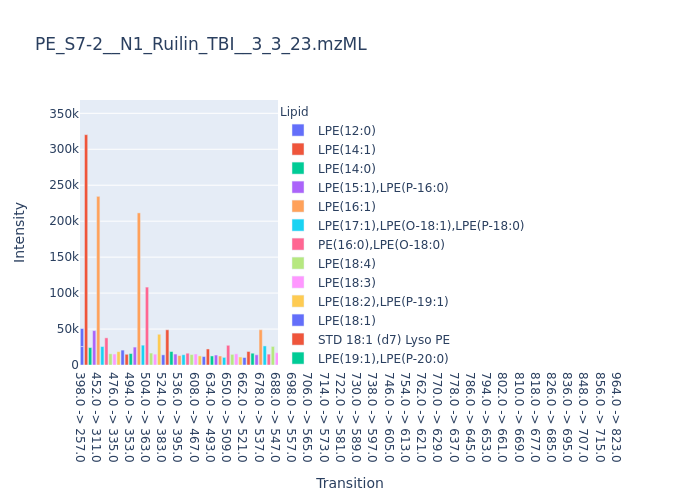 PE_S7-2__N1_Ruilin_TBI__3_3_23.mzML
Intensity
350k
300k
250k
200k
150k
100k
50k
0
Lipid
LPE(12:0)
LPE(14:1)
LPE(14:0)
LPE(15:1),LPE(P-16:0)
LPE(16:1)
LPE(17:1),LPE(O-18:1),LPE(P-18:0)
PE(16:0),LPE(O-18:0)
LPE(18:4)
LPE(18:3)
LPE(18:2),LPE(P-19:1)
LPE(18:1)
STD 18:1 (d7) Lyso PE
LPE(19:1),LPE(P-20:0)
398.0 -> 257.0
452.0 -> 311.0
476.0 -> 335.0
494.0 -> 353.0
504.0 -> 363.0
524.0 -> 383.0
536.0 -> 395.0
608.0 -> 467.0
634.0 -> 493.0
650.0 -> 509.0
662.0 -> 521.0
678.0 -> 537.0
688.0 -> 547.0
698.0 -> 557.0
706.0 -> 565.0
714.0 -> 573.0
722.0 -> 581.0
730.0 -> 589.0
738.0 -> 597.0
746.0 -> 605.0
754.0 -> 613.0
762.0 -> 621.0
770.0 -> 629.0
778.0 -> 637.0
786.0 -> 645.0
794.0 -> 653.0
802.0 -> 661.0
810.0 -> 669.0
818.0 -> 677.0
826.0 -> 685.0
836.0 -> 695.0
848.0 -> 707.0
856.0 -> 715.0
964.0 -> 823.0
Transition